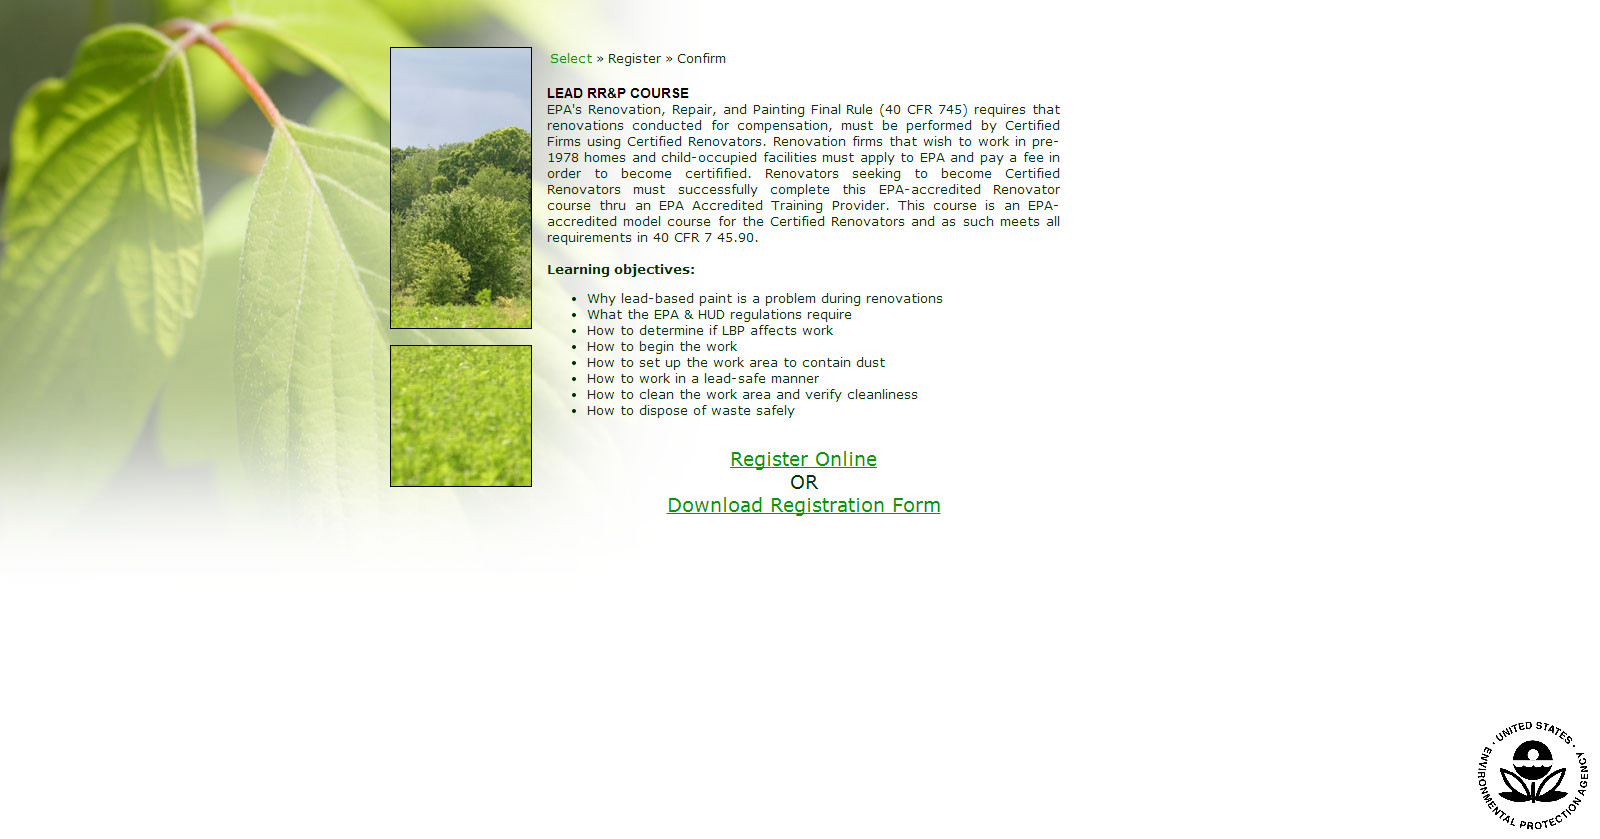 Select » Register » Confirm
LEAD RR&P COURSE
EPA's Renovation, Repair, and Painting Final Rule (40 CFR 745) requires that
renovations conducted for compensation, must be performed by Certified
Firms using Certified Renovators. Renovation firms that wish to work in pre-
1978 homes and child-occupied facilities must apply to EPA and pay a fee in
order to become certifified. Renovators seeking to become Certified
Renovators must successfully complete this EPA-accredited Renovator
course thru an EPA Accredited Training Provider. This course is an EPA-
accredited model course for the Certified Renovators and as such meets all
requirements in 40 CFR 7 45.90.
Learning objectives:
• Why lead-based paint is a problem during renovations
• What the EPA & HUD regulations require
• How to determine if LBP affects work
• How to begin the work
• How to set up the work area to contain dust
• How to work in a lead-safe manner
• How to clean the work area and verify cleanliness
• How to dispose of waste safely
Register Online
OR
Download Registration Form
UNITED STATES · ENVIRONMENTAL PROTECTION AGENCY ·